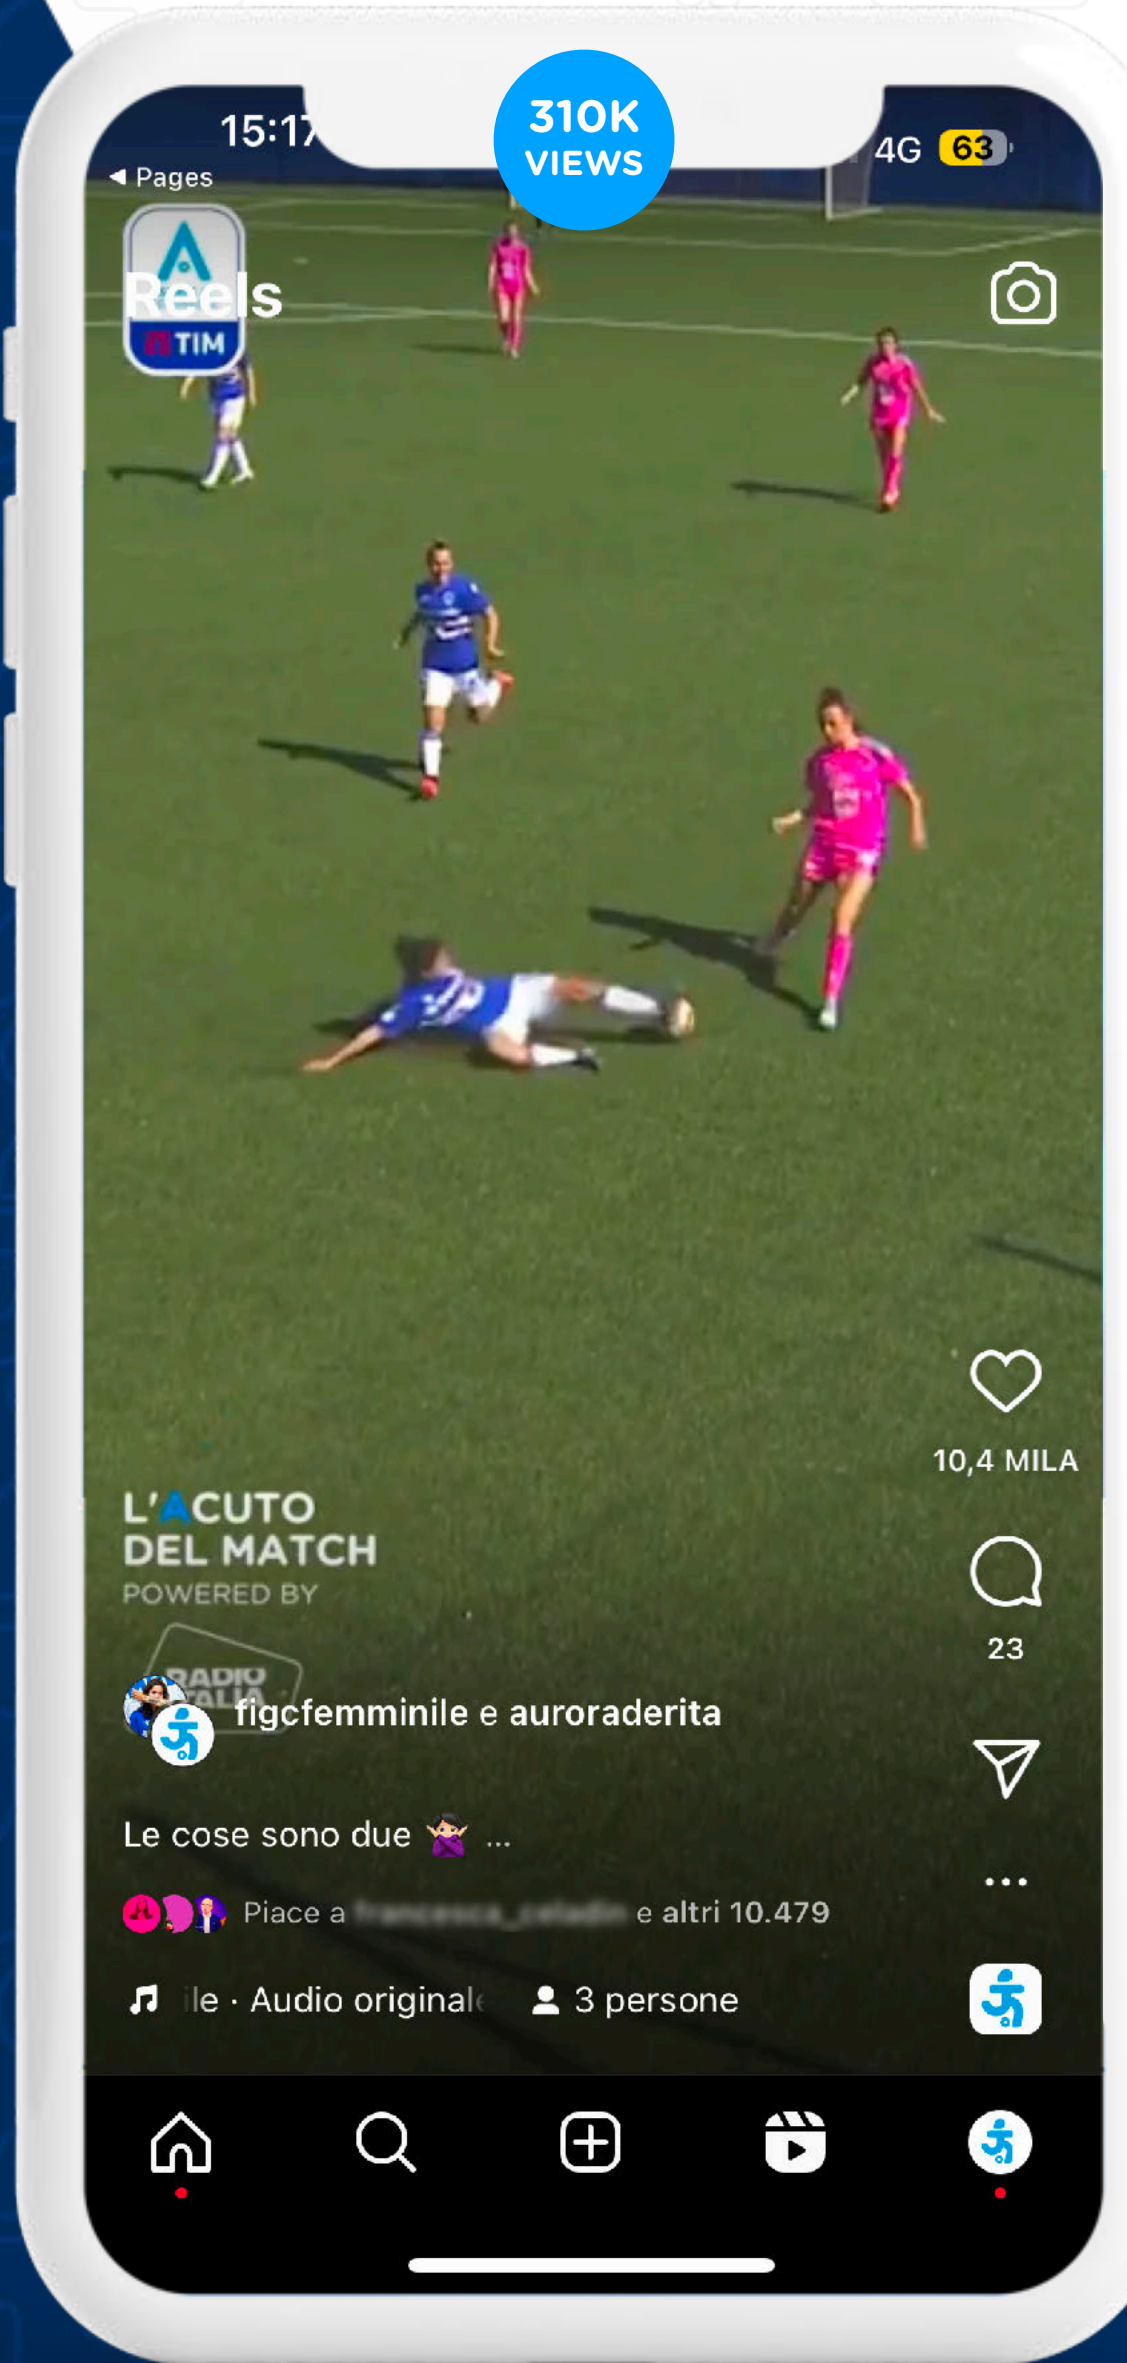 310K
VIEWS
15:17
4G 63
◀ Pages
Reels
TIM
10,4 MILA
L'ACUTO
DEL MATCH
POWERED BY
23
RADIO
ITALIA
figcfemminile e auroraderita
Le cose sono due 🙅🏻‍♀️ ...
Piace a e altri 10.479
ile · Audio originale 3 persone